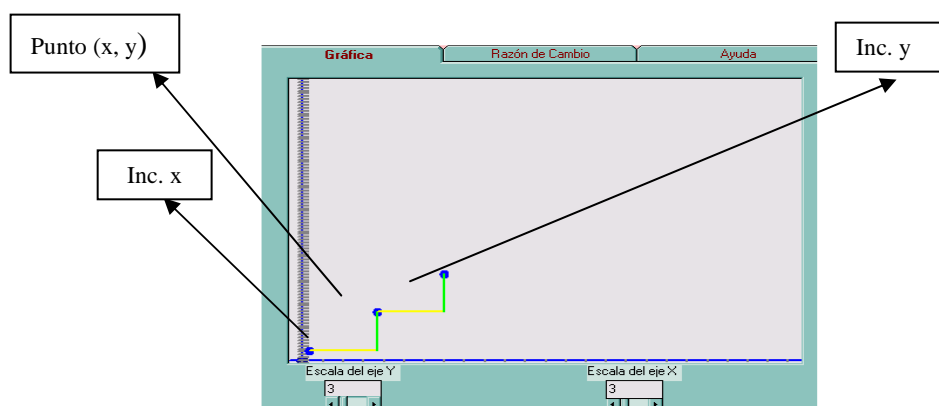 Punto (x, y)
Inc. y
Gráfica
Razón de Cambio
Ayuda
Inc. x
Escala del eje Y
Escala del eje X
3
3